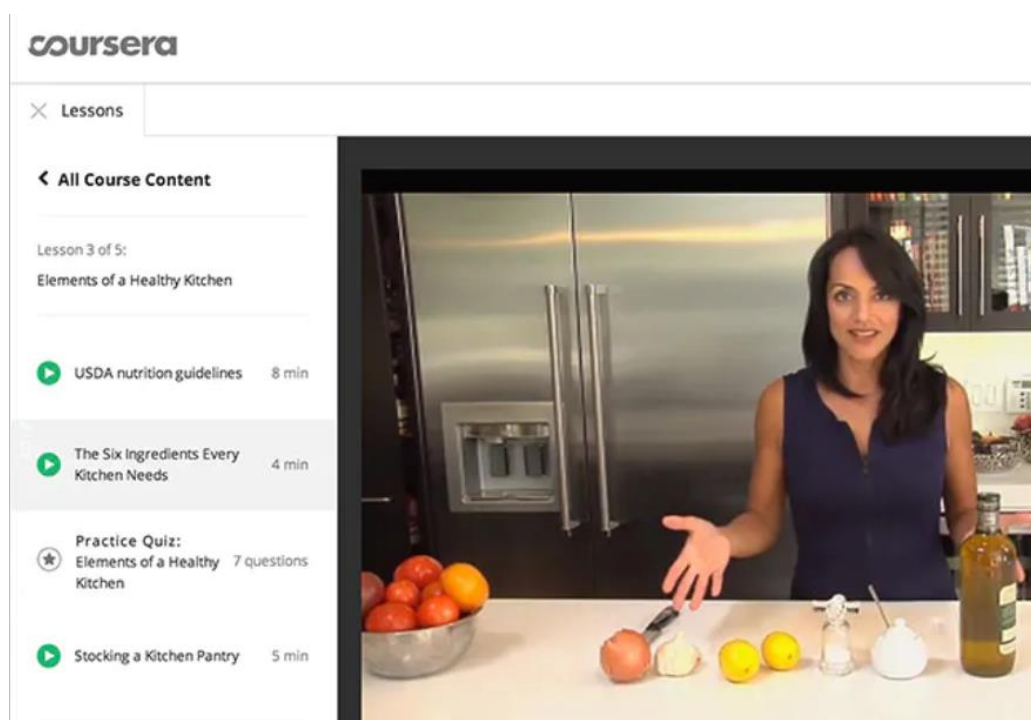 coursera
Lessons
All Course Content
Lesson 3 of 5:
Elements of a Healthy Kitchen
USDA nutrition guidelines 8 min
The Six Ingredients Every
Kitchen Needs
4 min
Practice Quiz:
Elements of a Healthy
Kitchen
7 questions
Stocking a Kitchen Pantry 5 min